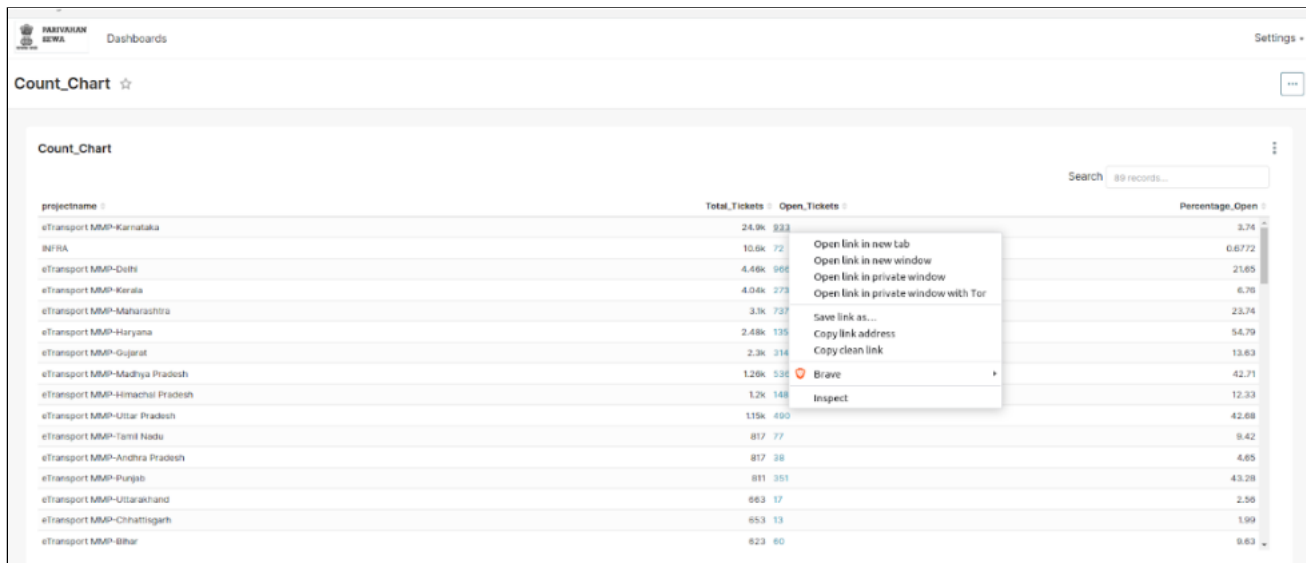 PARIVAHAN
SEWA
Dashboards
Settings
Count_Chart
Count_Chart
Search 89 records...
projectname Total_Tickets Open_Tickets Percentage_Open
eTransport MMP-Karnataka 24.9k 933 3.74
INFRA 10.6k 72 0.6772
eTransport MMP-Delhi 4.46k 966 21.65
eTransport MMP-Kerala 4.04k 273 6.76
eTransport MMP-Maharashtra 3.1k 737 23.74
eTransport MMP-Haryana 2.48k 135 54.79
eTransport MMP-Gujarat 2.3k 314 13.63
eTransport MMP-Madhya Pradesh 1.26k 536 42.71
eTransport MMP-Himachal Pradesh 1.2k 148 12.33
eTransport MMP-Uttar Pradesh 1.15k 490 42.68
eTransport MMP-Tamil Nadu 817 77 9.42
eTransport MMP-Andhra Pradesh 817 38 4.65
eTransport MMP-Punjab 811 351 43.28
eTransport MMP-Uttarakhand 663 17 2.56
eTransport MMP-Chhattisgarh 653 13 1.99
eTransport MMP-Bihar 623 60 9.63
Open link in new tab
Open link in new window
Open link in private window
Open link in private window with Tor
Save link as...
Copy link address
Copy clean link
Brave
Inspect